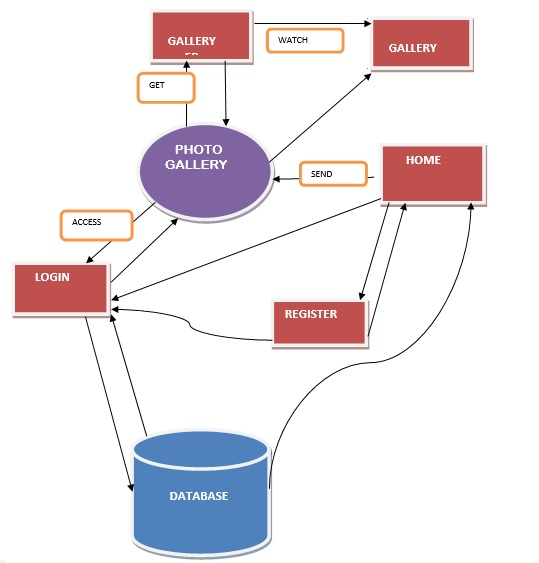 GALLERY
WATCH
GALLERY
GET
PHOTO
GALLERY
HOME
SEND
ACCESS
LOGIN
REGISTER
DATABASE